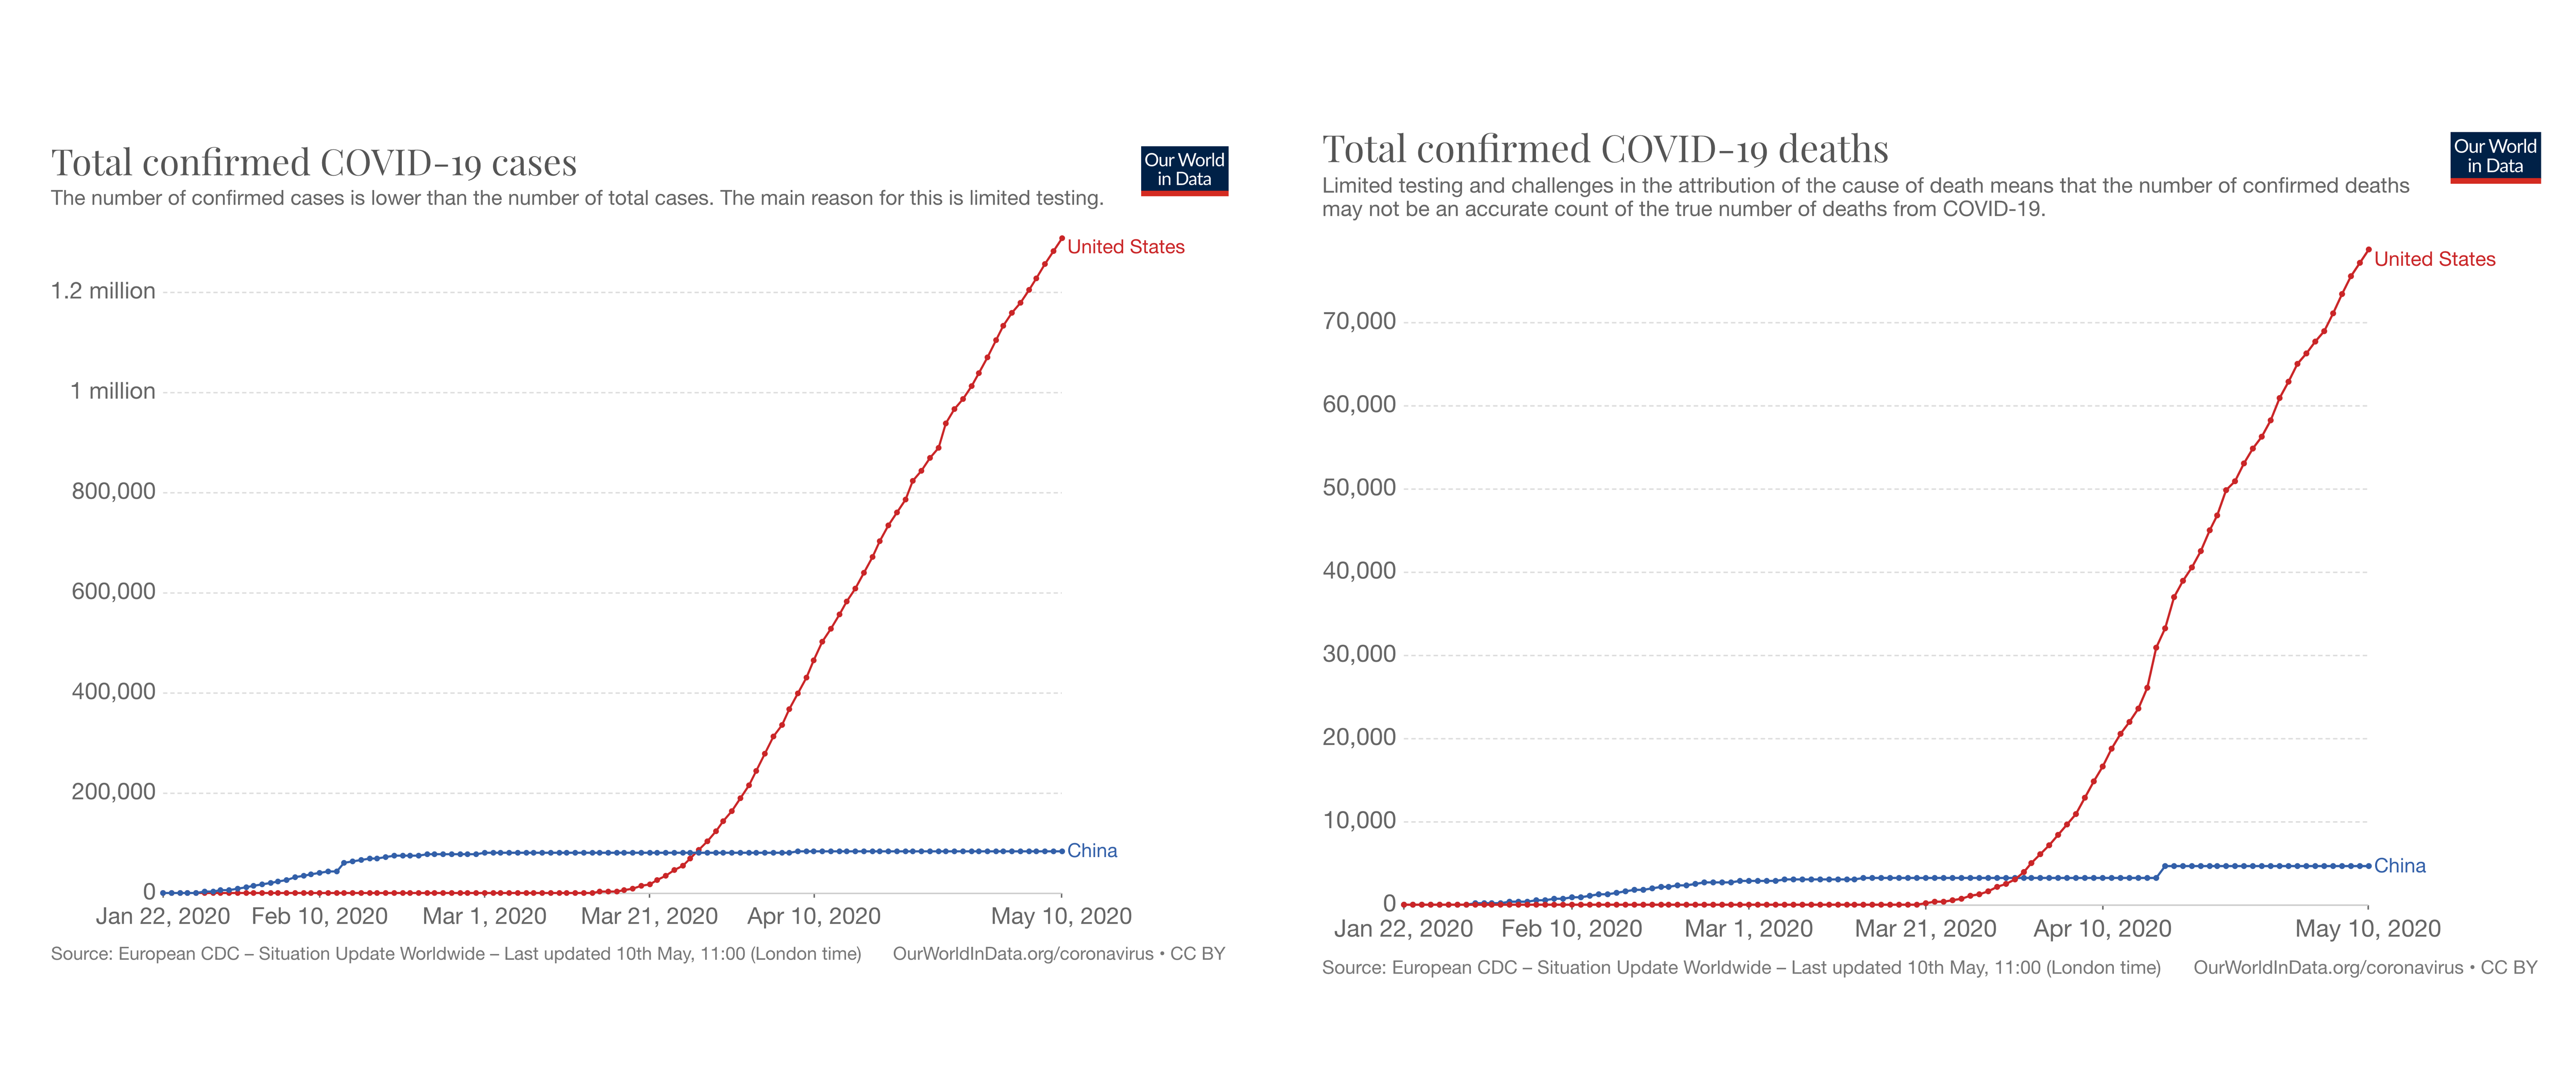 Total confirmed COVID-19 cases
The number of confirmed cases is lower than the number of total cases. The main reason for this is limited testing.
Our World
in Data
United States
1.2 million
1 million
800,000
600,000
400,000
200,000
China
0
Jan 22, 2020 Feb 10, 2020 Mar 1, 2020 Mar 21, 2020 Apr 10, 2020 May 10, 2020
Source: European CDC – Situation Update Worldwide – Last updated 10th May, 11:00 (London time) OurWorldInData.org/coronavirus • CC BY
Total confirmed COVID-19 deaths
Limited testing and challenges in the attribution of the cause of death means that the number of confirmed deaths
may not be an accurate count of the true number of deaths from COVID-19.
Our World
in Data
United States
70,000
60,000
50,000
40,000
30,000
20,000
10,000
China
0
Jan 22, 2020 Feb 10, 2020 Mar 1, 2020 Mar 21, 2020 Apr 10, 2020 May 10, 2020
Source: European CDC – Situation Update Worldwide – Last updated 10th May, 11:00 (London time) OurWorldInData.org/coronavirus • CC BY